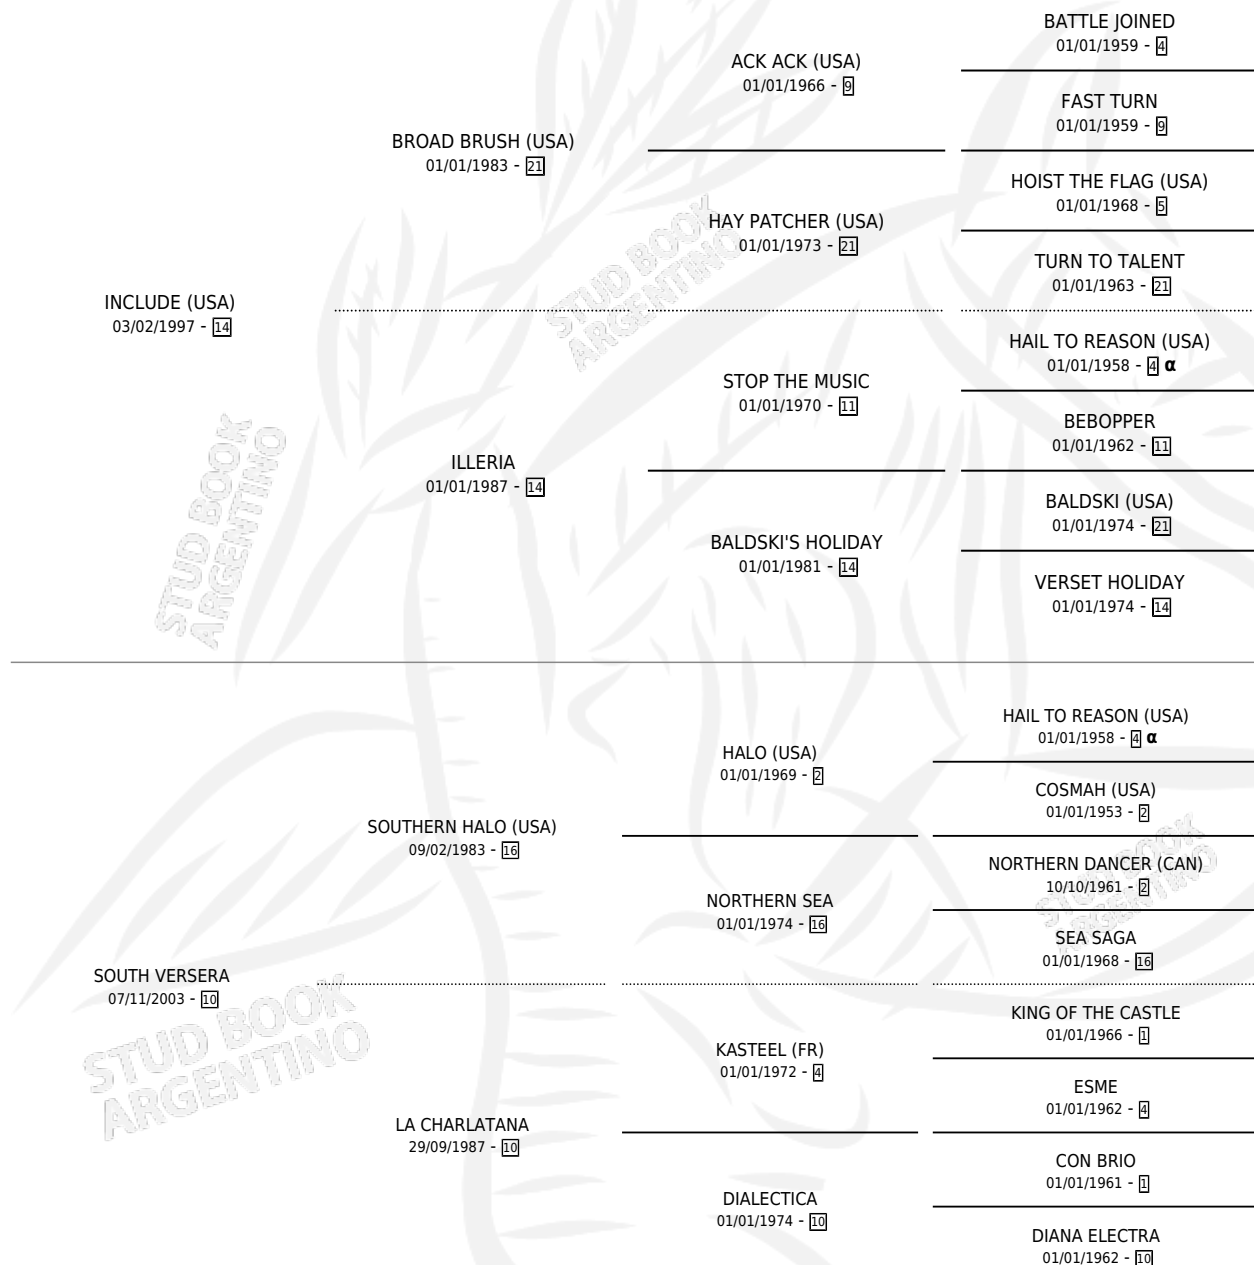 BATTLE JOINED
01/01/1959 - 4
ACK ACK (USA)
01/01/1966 - 9
FAST TURN
01/01/1959 - 9
BROAD BRUSH (USA)
01/01/1983 - 21
HOIST THE FLAG (USA)
01/01/1968 - 5
HAY PATCHER (USA)
01/01/1973 - 21
TURN TO TALENT
01/01/1963 - 21
INCLUDE (USA)
03/02/1997 - 14
HAIL TO REASON (USA)
01/01/1958 - 4 α
STOP THE MUSIC
01/01/1970 - 11
BEBOPPER
01/01/1962 - 11
ILLERIA
01/01/1987 - 14
BALDSKI (USA)
01/01/1974 - 21
BALDSKI'S HOLIDAY
01/01/1981 - 14
VERSET HOLIDAY
01/01/1974 - 14
HAIL TO REASON (USA)
01/01/1958 - 4 α
HALO (USA)
01/01/1969 - 2
COSMAH (USA)
01/01/1953 - 2
SOUTHERN HALO (USA)
09/02/1983 - 16
NORTHERN DANCER (CAN)
10/10/1961 - 2
NORTHERN SEA
01/01/1974 - 16
SEA SAGA
01/01/1968 - 16
SOUTH VERSERA
07/11/2003 - 10
KING OF THE CASTLE
01/01/1966 - 1
KASTEEL (FR)
01/01/1972 - 4
ESME
01/01/1962 - 4
LA CHARLATANA
29/09/1987 - 10
CON BRIO
01/01/1961 - 1
DIALECTICA
01/01/1974 - 10
DIANA ELECTRA
01/01/1962 - 10
STUD BOOK
ARGENTINO
STUD BOOK
ARGENTINO
STUD BOOK
ARGENTINO
STUD BOOK
ARGENTINO